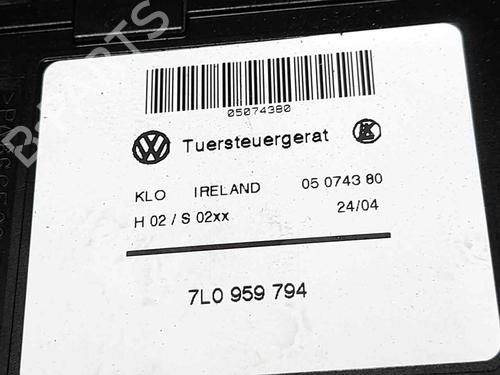 05074380
Tuersteuergerat
KLO IRELAND 05 0743 80
H 02 / S 02xx 24/04
7L0 959 794